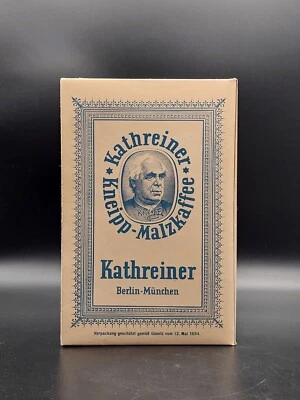 Kathreiner
Kneipp-Malzkaffee
Kathreiner
Berlin-München
Verpackung geschützt gemäß Gesetz vom 12. Mai 1894.